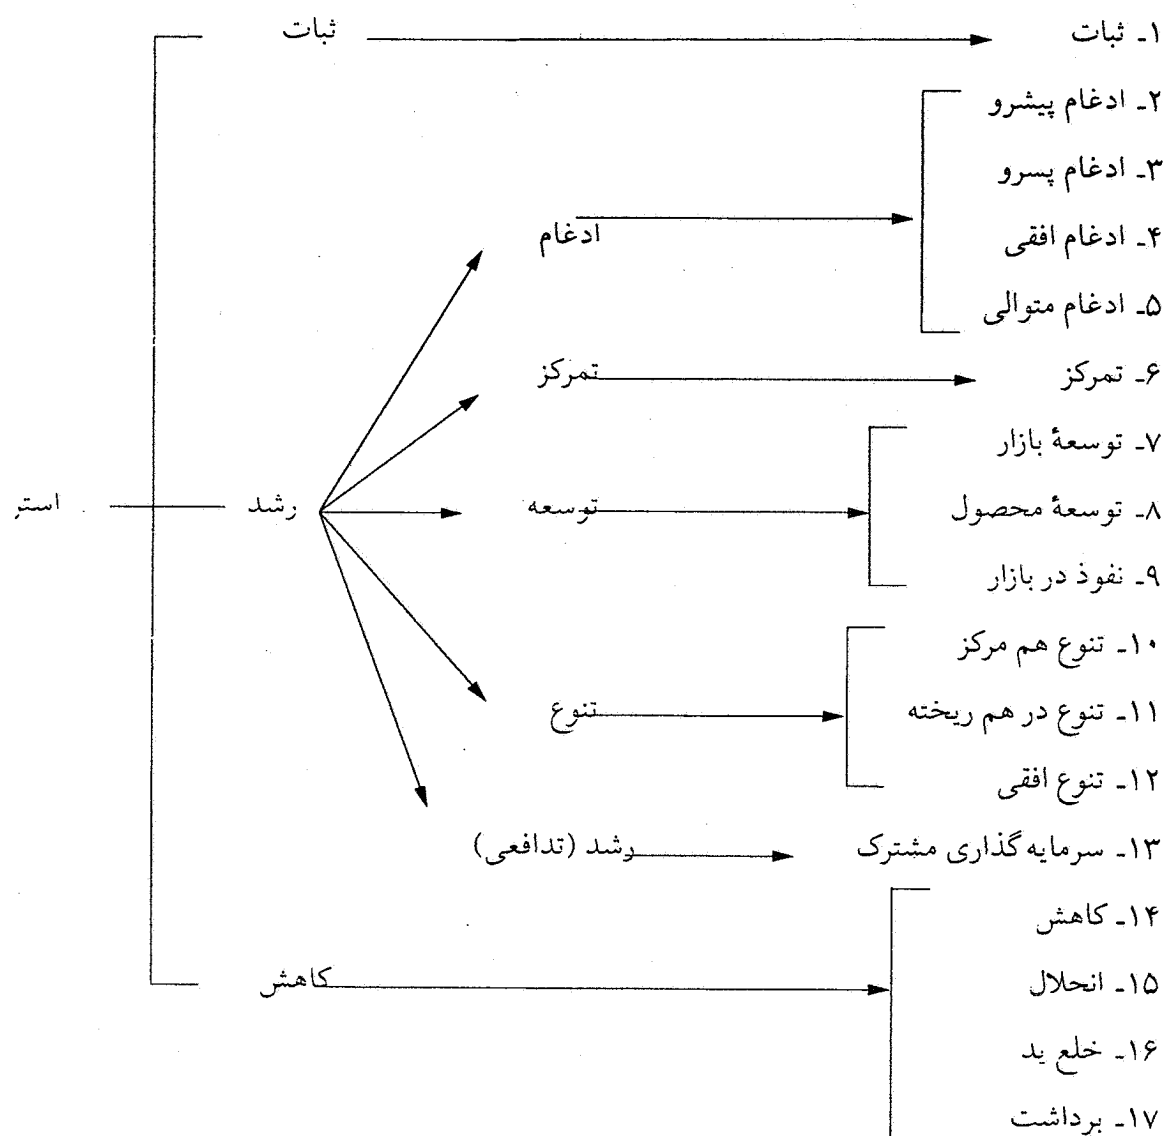 ثبات
۱ـ ثبات
۲ـ ادغام پیشرو
۳ـ ادغام پسرو
ادغام
۴ـ ادغام افقی
۵ـ ادغام متوالی
تمرکز
۶ـ تمرکز
۷ـ توسعهٔ بازار
استر
رشد
توسعه
۸ـ توسعهٔ محصول
۹ـ نفوذ در بازار
۱۰ـ تنوع هم مرکز
تنوع
۱۱ـ تنوع در هم ریخته
۱۲ـ تنوع افقی
رشد (تدافعی)
۱۳ـ سرمایه‌گذاری مشترک
۱۴ـ کاهش
کاهش
۱۵ـ انحلال
۱۶ـ خلع ید
۱۷ـ برداشت